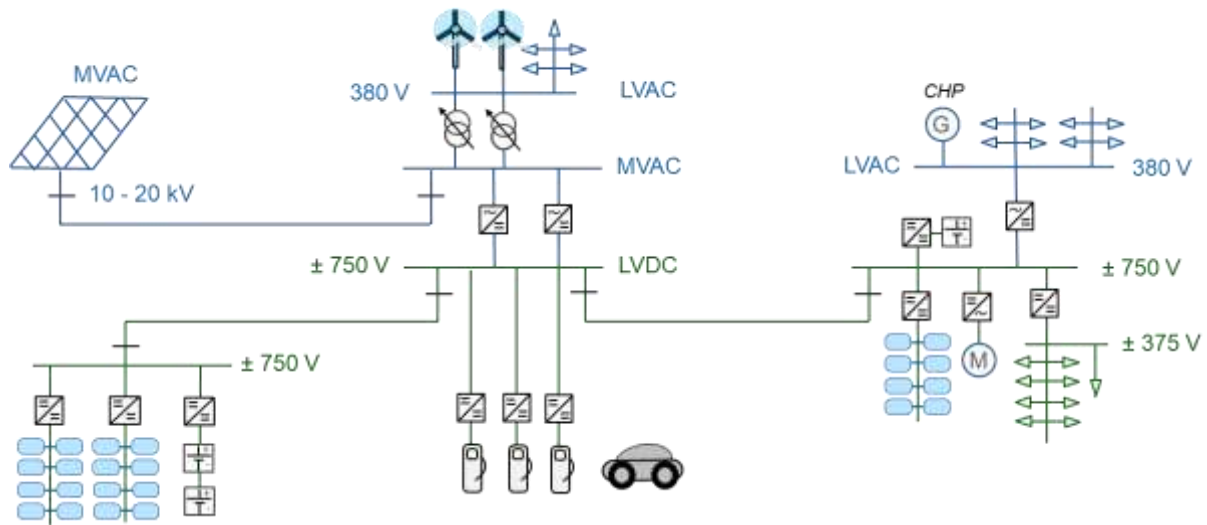 MVAC
380 V
LVAC
CHP
G
LVAC
380 V
10 - 20 kV
MVAC
± 750 V
LVDC
± 750 V
± 750 V
M
± 375 V